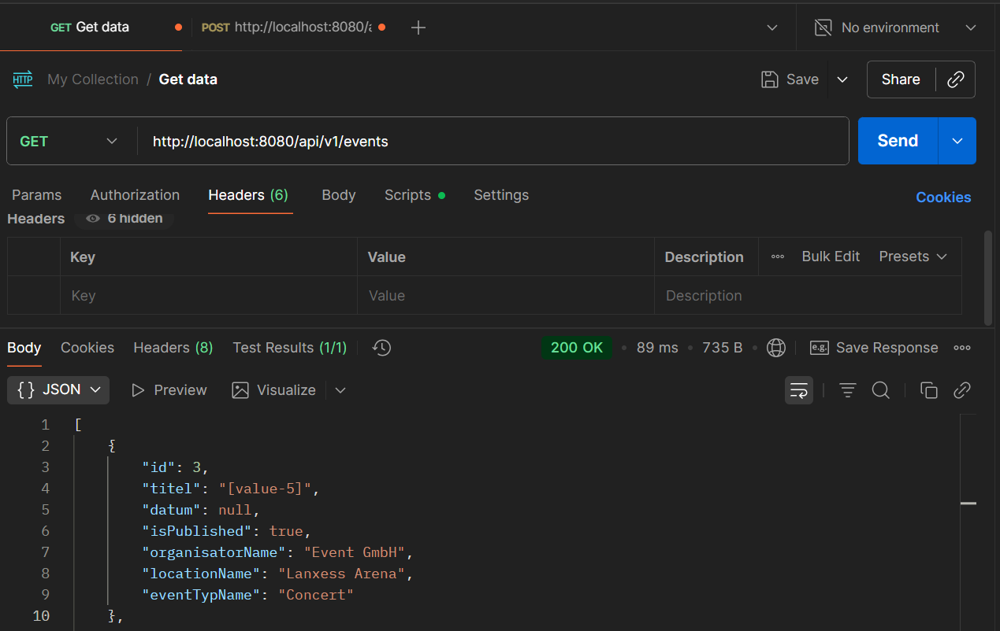 GET Get data
POST http://localhost:8080/a
No environment
HTTP My Collection / Get data
Save
Share
GET
http://localhost:8080/api/v1/events
Send
Params Authorization Headers (6) Body Scripts Settings
Cookies
Headers 6 hidden
Key Value Description Bulk Edit Presets
Key Value Description
Body Cookies Headers (8) Test Results (1/1)
200 OK 89 ms 735 B e.g. Save Response
{} JSON Preview Visualize
1 [
2 {
3 "id": 3,
4 "titel": "[value-5]",
5 "datum": null,
6 "isPublished": true,
7 "organisatorName": "Event GmbH",
8 "locationName": "Lanxess Arena",
9 "eventTypName": "Concert"
10 },